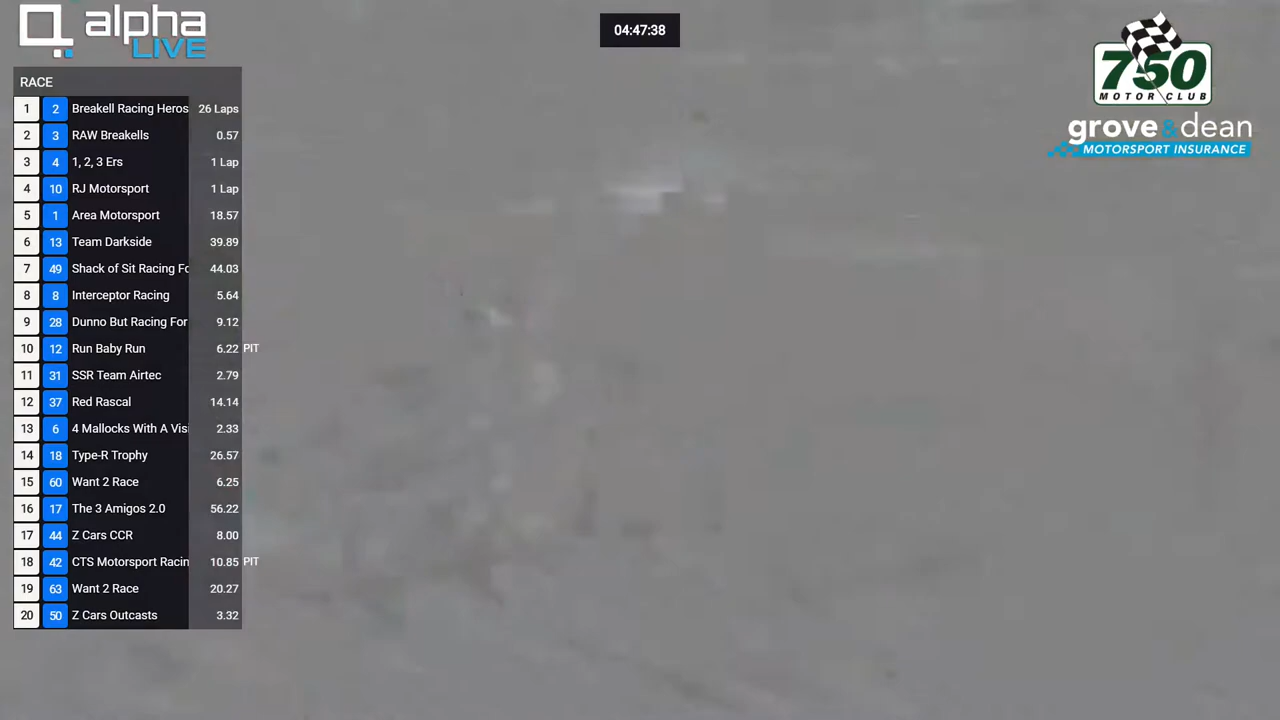 alpha
LIVE
04:47:38
750
MOTOR CLUB
grove&dean
MOTORSPORT INSURANCE
RACE
1 2 Breakell Racing Heros 26 Laps
2 3 RAW Breakells 0.57
3 4 1, 2, 3 Ers 1 Lap
4 10 RJ Motorsport 1 Lap
5 1 Area Motorsport 18.57
6 13 Team Darkside 39.89
7 49 Shack of Sit Racing Fo 44.03
8 8 Interceptor Racing 5.64
9 28 Dunno But Racing For 9.12
10 12 Run Baby Run 6.22 PIT
11 31 SSR Team Airtec 2.79
12 37 Red Rascal 14.14
13 6 4 Mallocks With A Visi 2.33
14 18 Type-R Trophy 26.57
15 60 Want 2 Race 6.25
16 17 The 3 Amigos 2.0 56.22
17 44 Z Cars CCR 8.00
18 42 CTS Motorsport Racin 10.85 PIT
19 63 Want 2 Race 20.27
20 50 Z Cars Outcasts 3.32